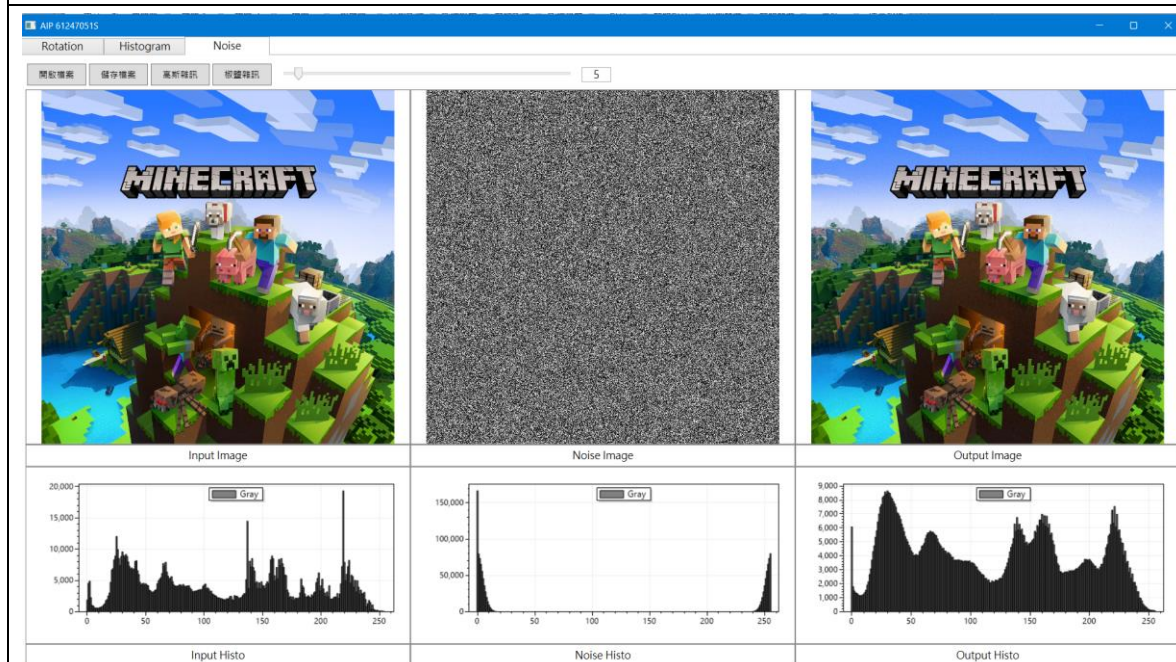 AIP 61247051S
Rotation Histogram Noise
開啟檔案 儲存檔案 高斯雜訊 椒鹽雜訊 5
MINECRAFT MINECRAFT
Input Image Noise Image Output Image
Gray Gray Gray
20,000 15,000 10,000 5,000 0
0 50 100 150 200 250
150,000 100,000 50,000 0
0 50 100 150 200 250
9,000 8,000 7,000 6,000 5,000 4,000 3,000 2,000 1,000 0
0 50 100 150 200 250
Input Histo Noise Histo Output Histo